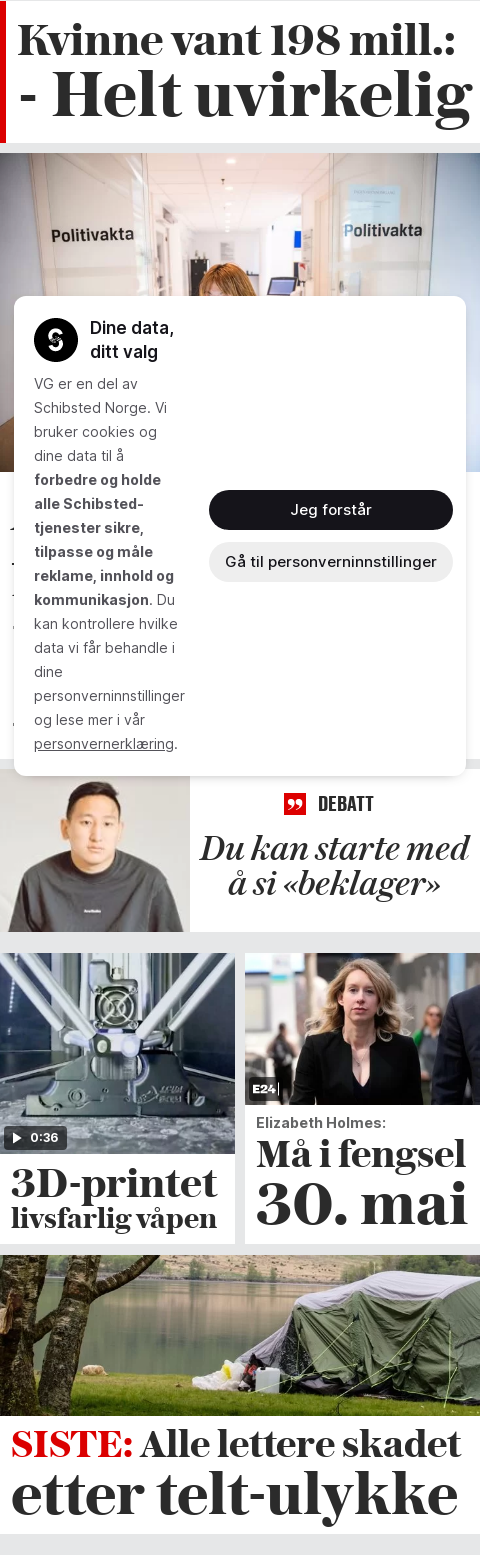 Kvinne vant 198 mill.:
- Helt uvirkelig
Politivakta
Politivakta
Dine data,
ditt valg
VG er en del av
Schibsted Norge. Vi
bruker cookies og
dine data til å
forbedre og holde
alle Schibsted-
tjenester sikre,
tilpasse og måle
reklame, innhold og
kommunikasjon. Du
kan kontrollere hvilke
data vi får behandle i
dine
personverninnstillinger
og lese mer i vår
personvernerklæring.
Jeg forstår
Gå til personverninnstillinger
DEBATT
Du kan starte med
å si «beklager»
0:36
3D-printet
livsfarlig våpen
E24
Elizabeth Holmes:
Må i fengsel
30. mai
SISTE: Alle lettere skadet
etter telt-ulykke